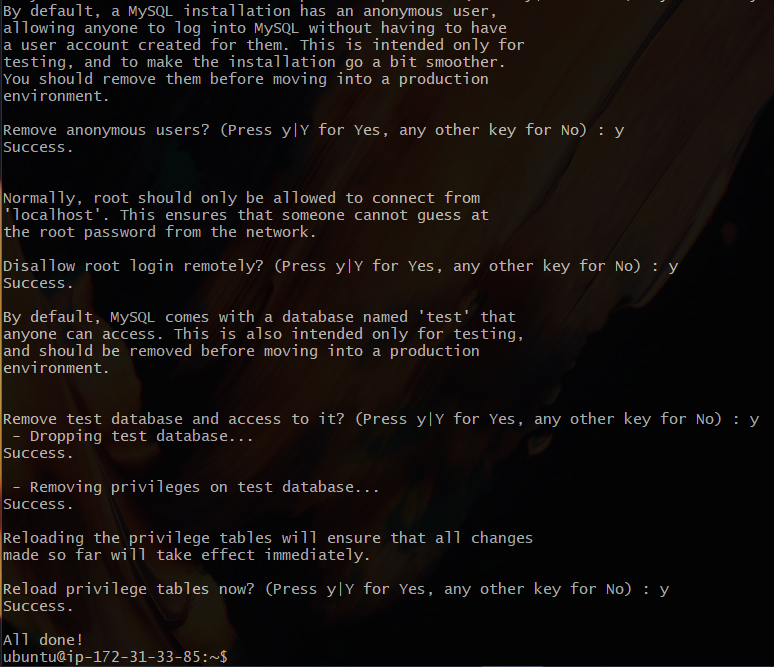 By default, a MySQL installation has an anonymous user,
allowing anyone to log into MySQL without having to have
a user account created for them. This is intended only for
testing, and to make the installation go a bit smoother.
You should remove them before moving into a production
environment.
Remove anonymous users? (Press y|Y for Yes, any other key for No) : y
Success.
Normally, root should only be allowed to connect from
'localhost'. This ensures that someone cannot guess at
the root password from the network.
Disallow root login remotely? (Press y|Y for Yes, any other key for No) : y
Success.
By default, MySQL comes with a database named 'test' that
anyone can access. This is also intended only for testing,
and should be removed before moving into a production
environment.
Remove test database and access to it? (Press y|Y for Yes, any other key for No) : y
- Dropping test database...
Success.
- Removing privileges on test database...
Success.
Reloading the privilege tables will ensure that all changes
made so far will take effect immediately.
Reload privilege tables now? (Press y|Y for Yes, any other key for No) : y
Success.
All done!
ubuntu@ip-172-31-33-85:~$